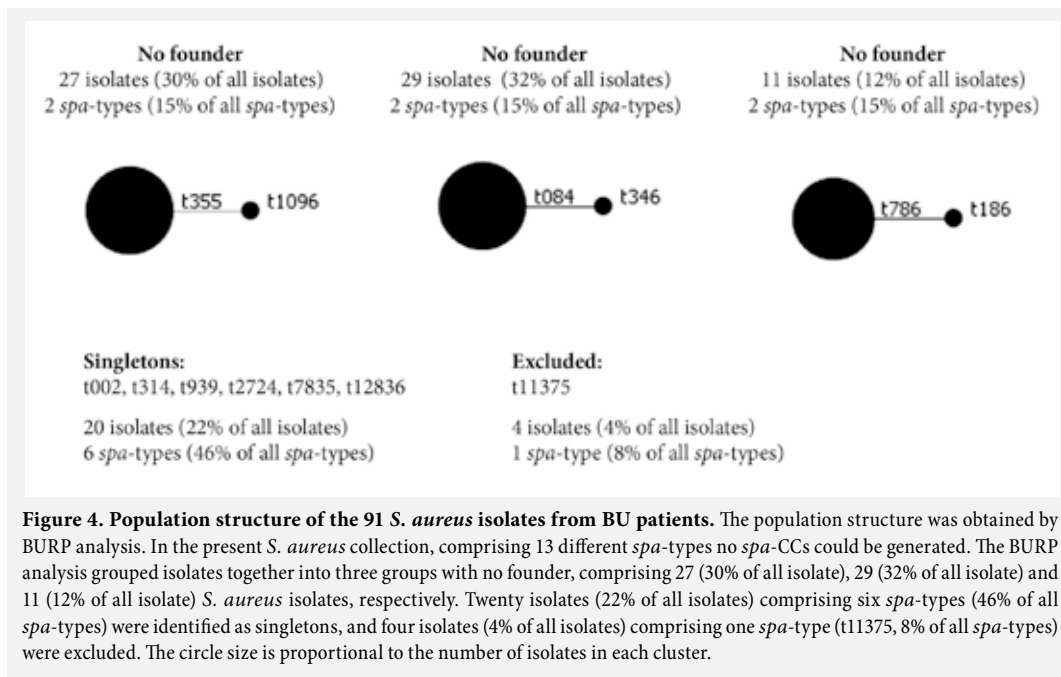 No founder
27 isolates (30% of all isolates)
2 spa-types (15% of all spa-types)
No founder
29 isolates (32% of all isolates)
2 spa-types (15% of all spa-types)
No founder
11 isolates (12% of all isolates)
2 spa-types (15% of all spa-types)
t355
t1096
t084
t346
t786
t186
Singletons:
t002, t314, t939, t2724, t7835, t12836
20 isolates (22% of all isolates)
6 spa-types (46% of all spa-types)
Excluded:
t11375
4 isolates (4% of all isolates)
1 spa-type (8% of all spa-types)
Figure 4. Population structure of the 91 S. aureus isolates from BU patients. The population structure was obtained by
BURP analysis. In the present S. aureus collection, comprising 13 different spa-types no spa-CCs could be generated. The BURP
analysis grouped isolates together into three groups with no founder, comprising 27 (30% of all isolate), 29 (32% of all isolate) and
11 (12% of all isolate) S. aureus isolates, respectively. Twenty isolates (22% of all isolates) comprising six spa-types (46% of all
spa-types) were identified as singletons, and four isolates (4% of all isolates) comprising one spa-type (t11375, 8% of all spa-types)
were excluded. The circle size is proportional to the number of isolates in each cluster.